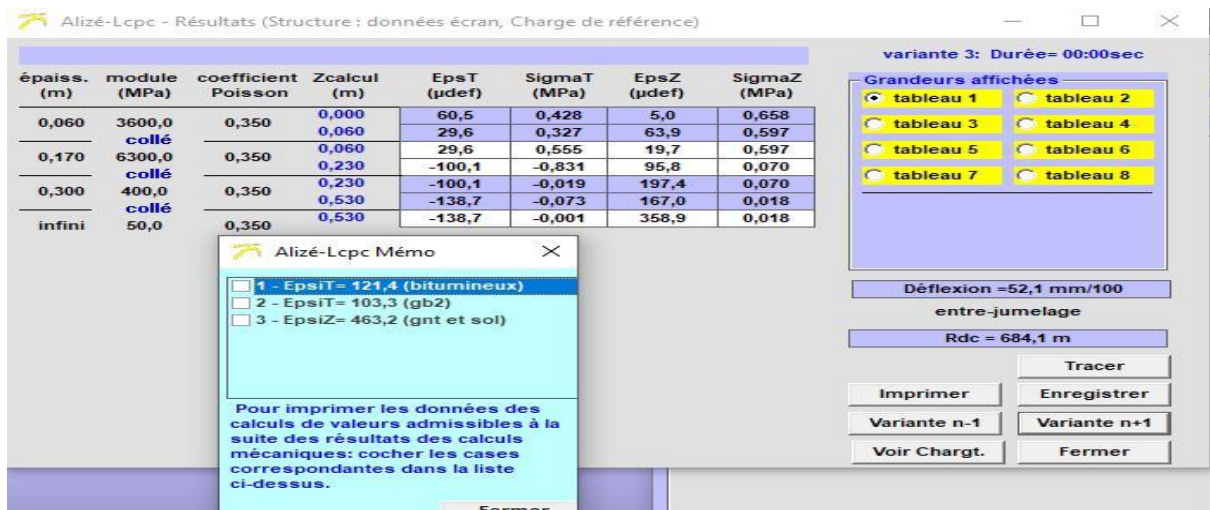 Alizé-Lcpc - Résultats (Structure : données écran, Charge de référence)
variante 3: Durée= 00:00sec
épaiss. module coefficient Zcalcul EpsT SigmaT EpsZ SigmaZ
(m) (MPa) Poisson (m) (µdef) (MPa) (µdef) (MPa)
0,000 60,5 0,428 5,0 0,658
0,060 3600,0 0,350
0,060 29,6 0,327 63,9 0,597
collé
0,060 29,6 0,555 19,7 0,597
0,170 6300,0 0,350
0,230 -100,1 -0,831 95,8 0,070
collé
0,230 -100,1 -0,019 197,4 0,070
0,300 400,0 0,350
0,530 -138,7 -0,073 167,0 0,018
collé
0,530 -138,7 -0,001 358,9 0,018
infini 50,0 0,350
Grandeurs affichées
tableau 1 tableau 2
tableau 3 tableau 4
tableau 5 tableau 6
tableau 7 tableau 8
Déflexion =52,1 mm/100
entre-jumelage
Rdc = 684,1 m
Tracer
Imprimer Enregistrer
Variante n-1 Variante n+1
Voir Chargt. Fermer
Alizé-Lcpc Mémo
1 - EpsiT= 121,4 (bitumineux)
2 - EpsiT= 103,3 (gb2)
3 - EpsiZ= 463,2 (gnt et sol)
Pour imprimer les données des
calculs de valeurs admissibles à la
suite des résultats des calculs
mécaniques: cocher les cases
correspondantes dans la liste
ci-dessus.
Fermer